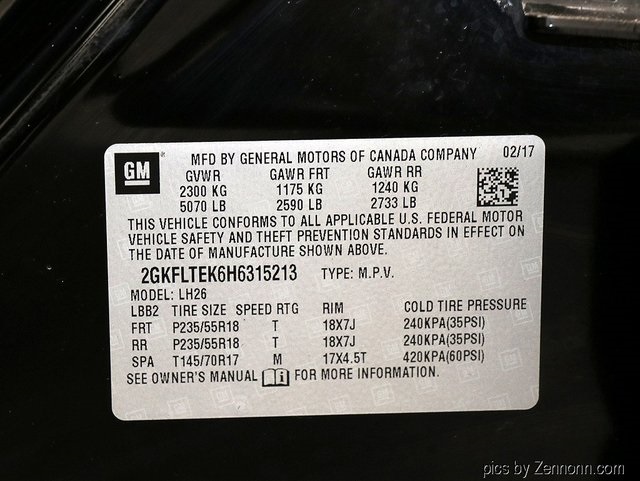 GM
MFD BY GENERAL MOTORS OF CANADA COMPANY 02/17
GVWR GAWR FRT GAWR RR
2300 KG 1175 KG 1240 KG
5070 LB 2590 LB 2733 LB
THIS VEHICLE CONFORMS TO ALL APPLICABLE U.S. FEDERAL MOTOR
VEHICLE SAFETY AND THEFT PREVENTION STANDARDS IN EFFECT ON
THE DATE OF MANUFACTURE SHOWN ABOVE.
2GKFLTEK6H6315213 TYPE: M.P.V.
MODEL: LH26
LBB2 TIRE SIZE SPEED RTG RIM COLD TIRE PRESSURE
FRT P235/55R18 T 18X7J 240KPA(35PSI)
RR P235/55R18 T 18X7J 240KPA(35PSI)
SPA T145/70R17 M 17X4.5T 420KPA(60PSI)
SEE OWNER'S MANUAL i FOR MORE INFORMATION.
pics by Zennonn.com